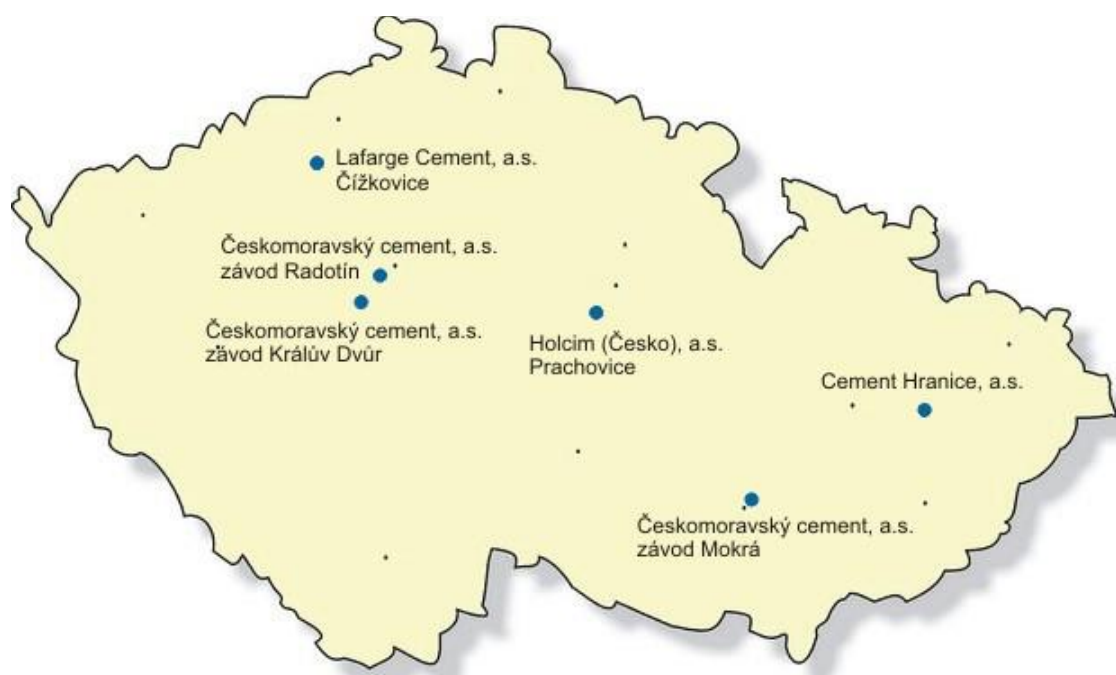 Lafarge Cement, a.s.
Čížkovice
Českomoravský cement, a.s.
závod Radotín
Českomoravský cement, a.s.
závod Králův Dvůr
Holcim (Česko), a.s.
Prachovice
Cement Hranice, a.s.
Českomoravský cement, a.s.
závod Mokrá